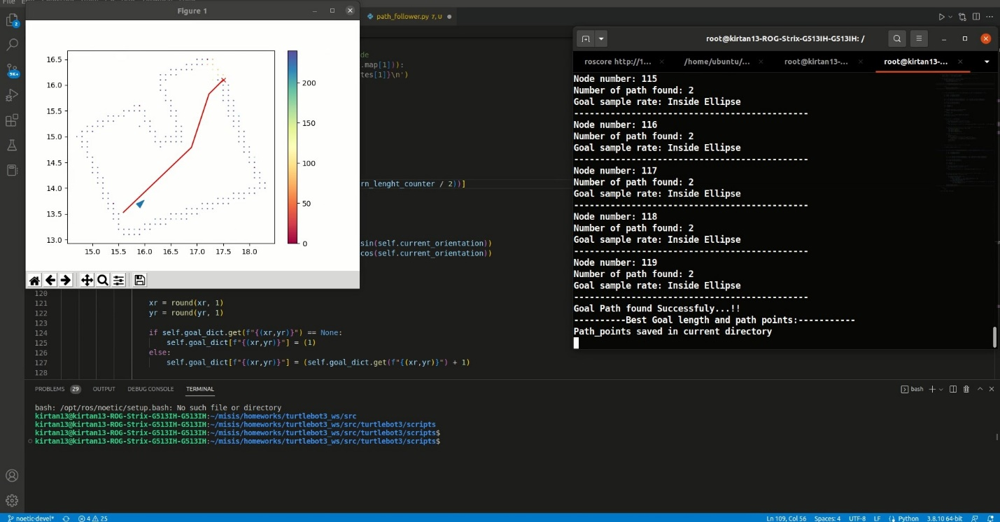 File
Figure 1
path_follower.py 7, U
16.5
16.0
15.5
15.0
14.5
14.0
13.5
13.0
15.0 15.5 16.0 16.5 17.0 17.5 18.0
200
150
100
50
0
2
9K+
de
.map[1])):
tes[1]}\n')
rn_lenght_counter / 2))]
sin(self.current_orientation))
cos(self.current_orientation))
120
121 xr = round(xr, 1)
122 yr = round(yr, 1)
123
124 if self.goal_dict.get(f"{(xr,yr)}") == None:
125 self.goal_dict[f"{(xr,yr)}"] = (1)
126 else:
127 self.goal_dict[f"{(xr,yr)}"] = (self.goal_dict.get(f"{(xr,yr)}") + 1)
128
root@kirtan13-ROG-Strix-G513IH-G513IH: /
roscore http://1... /home/ubuntu/... root@kirtan13-... root@kirtan13-...
Node number: 115
Number of path found: 2
Goal sample rate: Inside Ellipse
---------------------------------------------
Node number: 116
Number of path found: 2
Goal sample rate: Inside Ellipse
---------------------------------------------
Node number: 117
Number of path found: 2
Goal sample rate: Inside Ellipse
---------------------------------------------
Node number: 118
Number of path found: 2
Goal sample rate: Inside Ellipse
---------------------------------------------
Node number: 119
Number of path found: 2
Goal sample rate: Inside Ellipse
---------------------------------------------
Goal Path found Successfuly...!!
----------Best Goal length and path points:-----------
Path_points saved in current directory
PROBLEMS 29 OUTPUT DEBUG CONSOLE TERMINAL
bash
bash: /opt/ros/noetic/setup.bash: No such file or directory
kirtan13@kirtan13-ROG-Strix-G513IH-G513IH:~/misis/homeworks/turtlebot3_ws/src
kirtan13@kirtan13-ROG-Strix-G513IH-G513IH:~/misis/homeworks/turtlebot3_ws/src/turtlebot3/scripts
kirtan13@kirtan13-ROG-Strix-G513IH-G513IH:~/misis/homeworks/turtlebot3_ws/src/turtlebot3/scripts$
kirtan13@kirtan13-ROG-Strix-G513IH-G513IH:~/misis/homeworks/turtlebot3_ws/src/turtlebot3/scripts$
noetic-devel* 4 25 Ln 109, Col 56 Spaces: 4 UTF-8 LF Python 3.8.10 64-bit